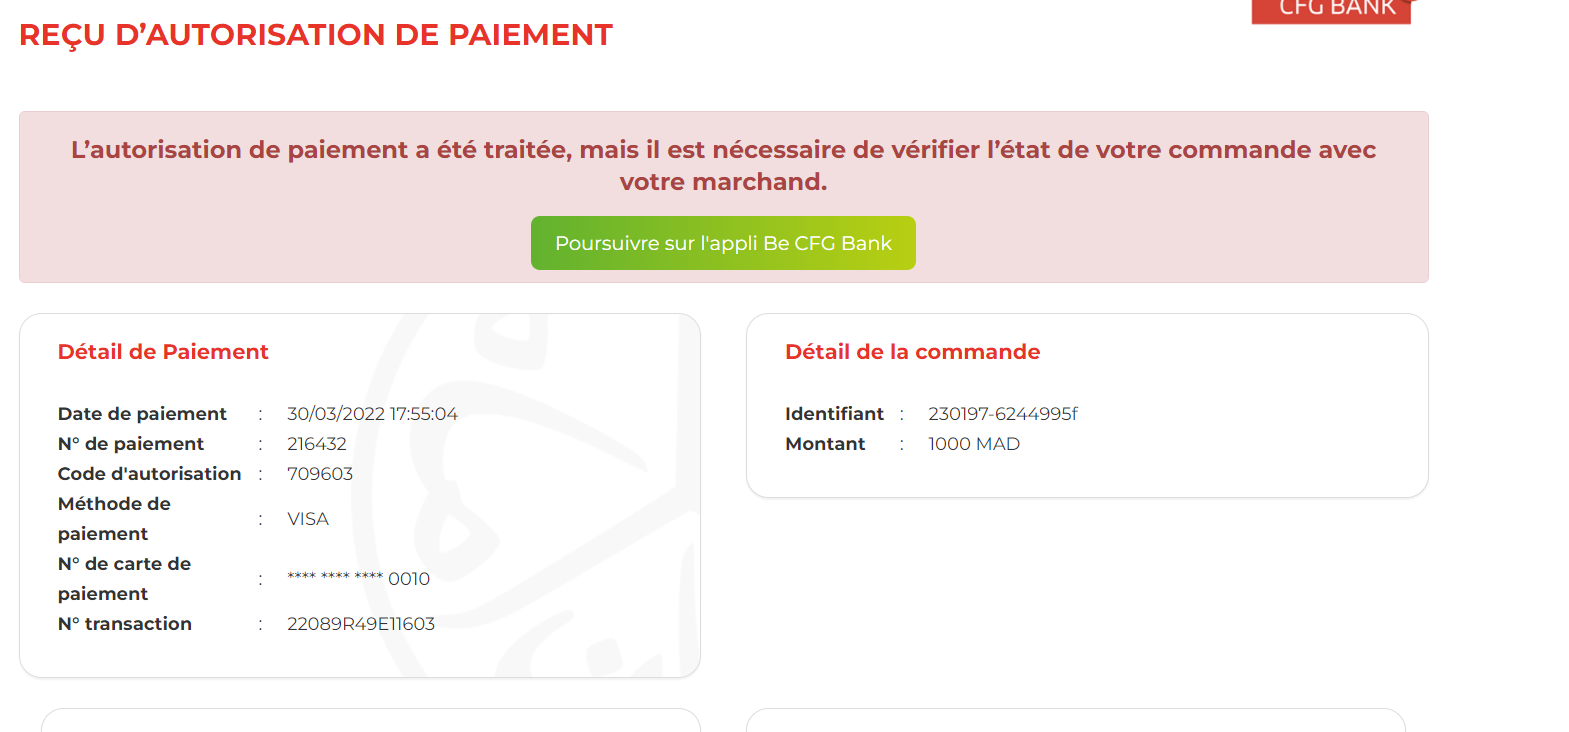 CFG BANK
REÇU D’AUTORISATION DE PAIEMENT
L’autorisation de paiement a été traitée, mais il est nécessaire de vérifier l’état de votre commande avec
votre marchand.
Poursuivre sur l'appli Be CFG Bank
Détail de Paiement
Date de paiement : 30/03/2022 17:55:04
N° de paiement : 216432
Code d'autorisation : 709603
Méthode de
paiement
: VISA
N° de carte de
paiement
: **** **** **** 0010
N° transaction : 22089R49E11603
Détail de la commande
Identifiant : 230197-6244995f
Montant : 1000 MAD